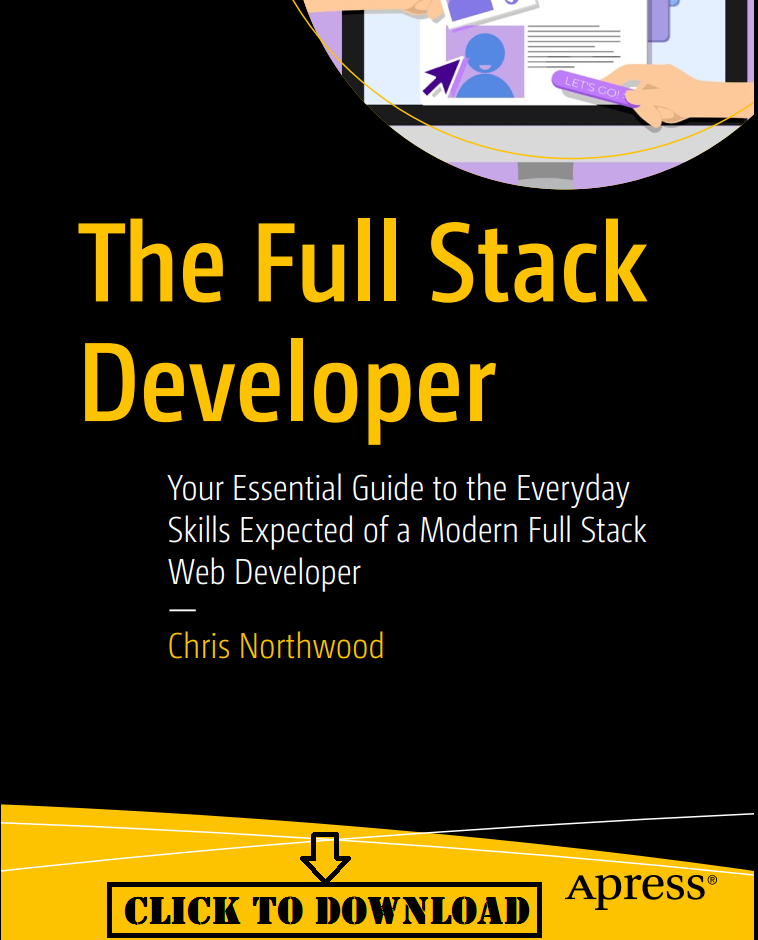 LET'S GO!
The Full Stack
Developer
Your Essential Guide to the Everyday
Skills Expected of a Modern Full Stack
Web Developer
—
Chris Northwood
Apress®
CLICK TO DOWNLOAD